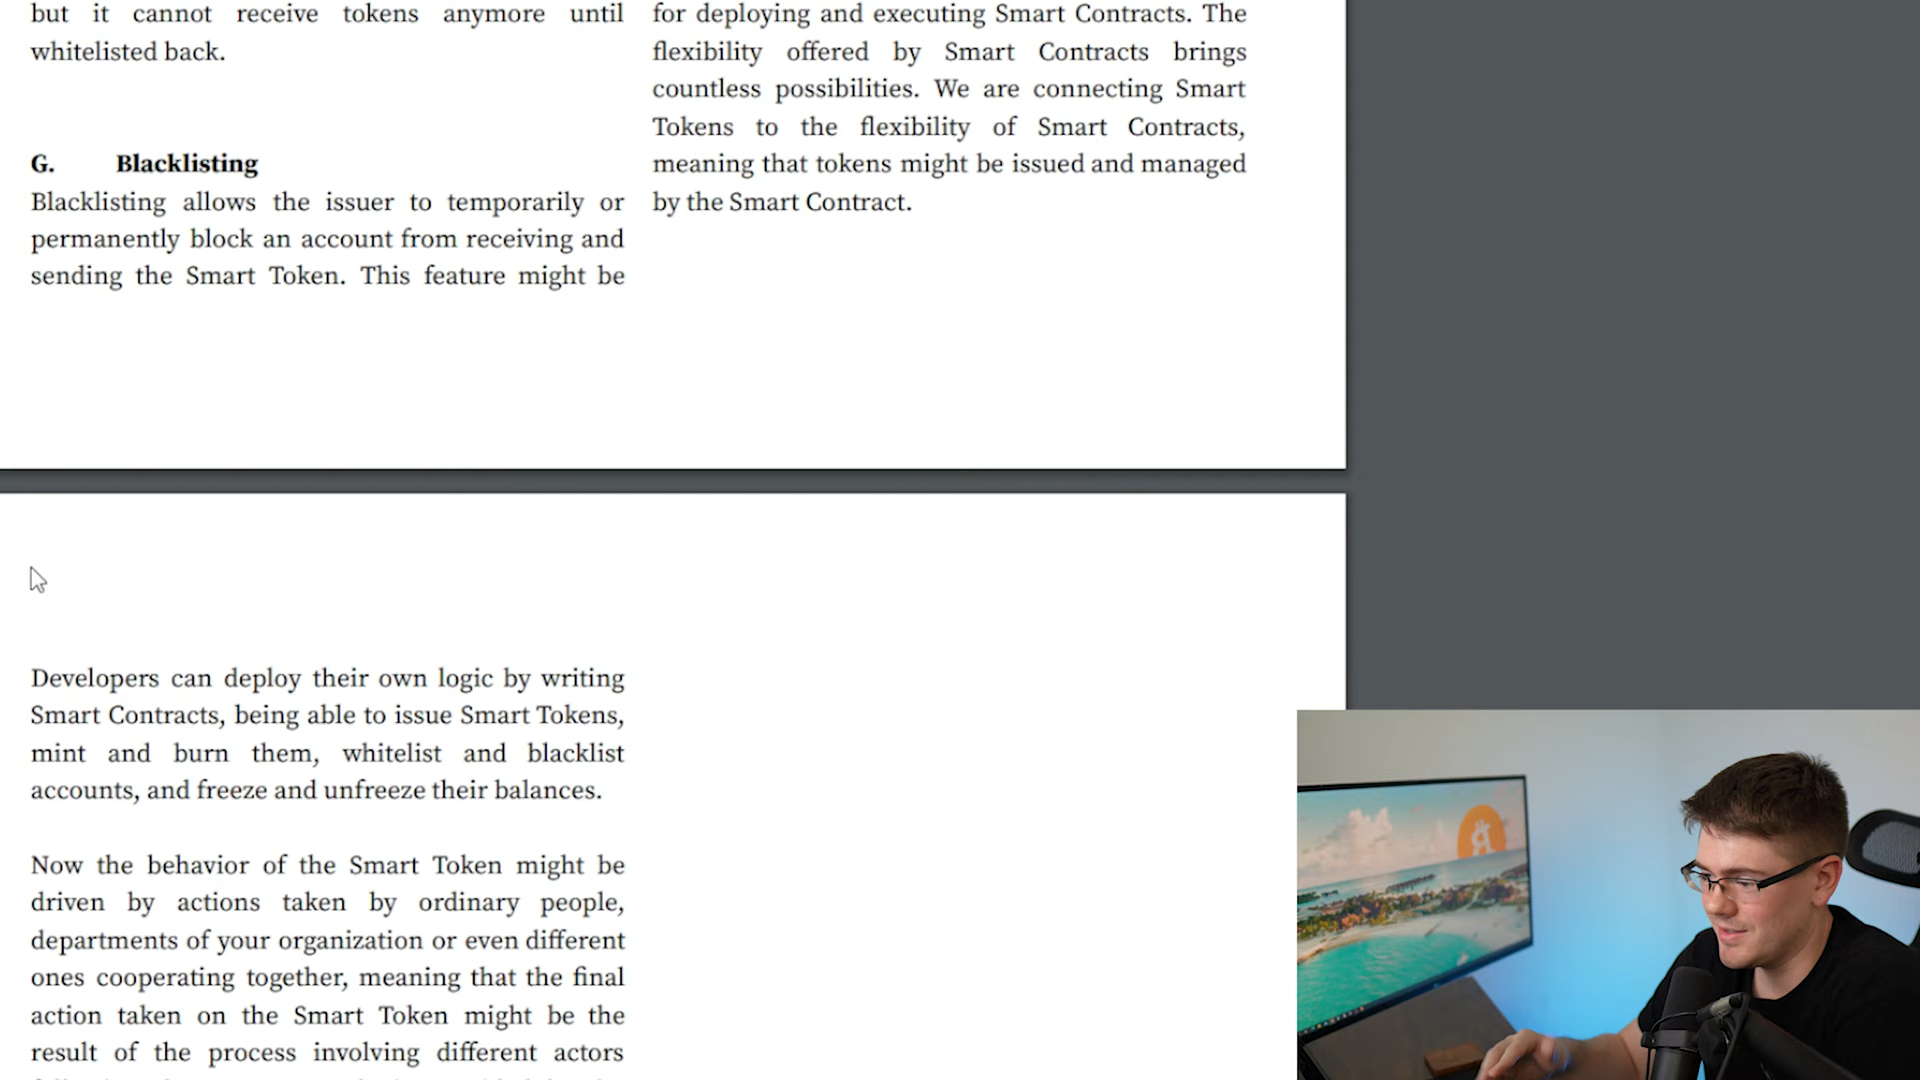 but it cannot receive tokens anymore until
whitelisted back.
G. Blacklisting
Blacklisting allows the issuer to temporarily or
permanently block an account from receiving and
sending the Smart Token. This feature might be
for deploying and executing Smart Contracts. The
flexibility offered by Smart Contracts brings
countless possibilities. We are connecting Smart
Tokens to the flexibility of Smart Contracts,
meaning that tokens might be issued and managed
by the Smart Contract.
Developers can deploy their own logic by writing
Smart Contracts, being able to issue Smart Tokens,
mint and burn them, whitelist and blacklist
accounts, and freeze and unfreeze their balances.
Now the behavior of the Smart Token might be
driven by actions taken by ordinary people,
departments of your organization or even different
ones cooperating together, meaning that the final
action taken on the Smart Token might be the
result of the process involving different actors